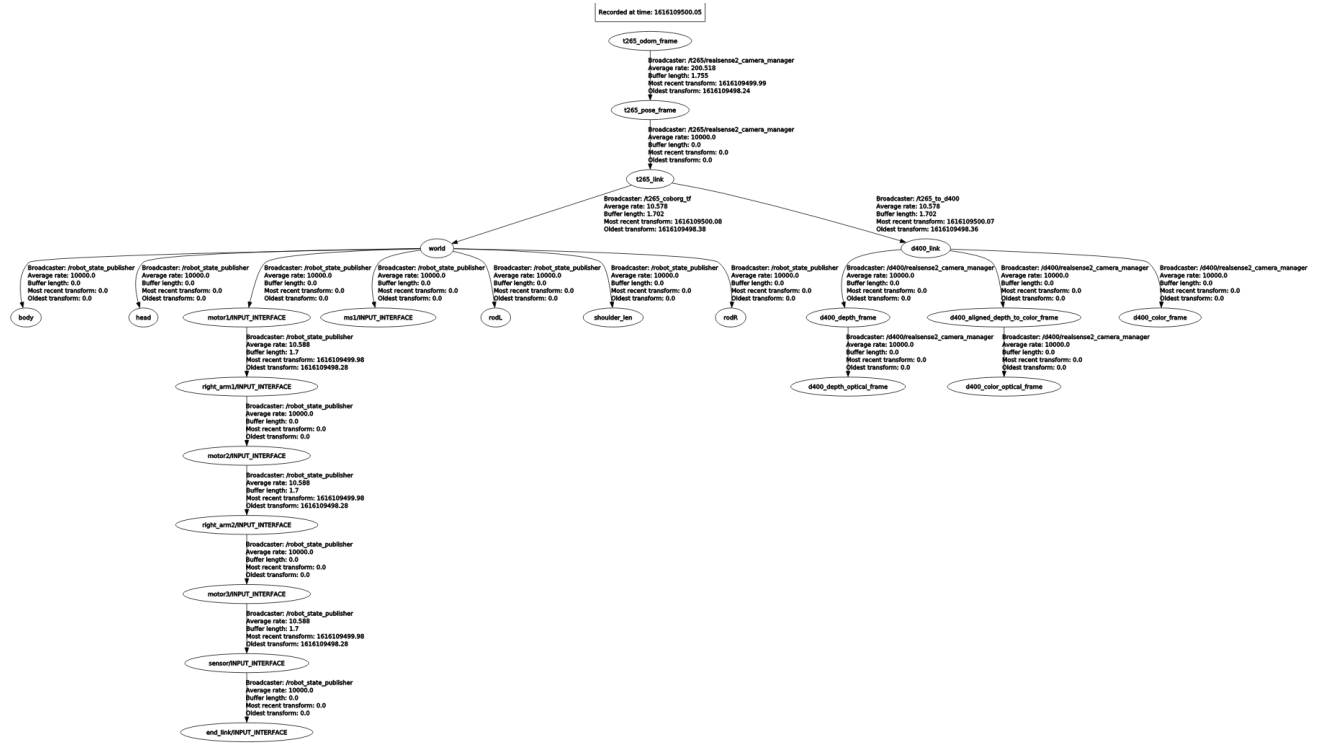 Recorded at time: 1616109500.05
t265_odom_frame
Broadcaster: /t265/realsense2_camera_manager
Average rate: 200.518
Buffer length: 1.755
Most recent transform: 1616109499.99
Oldest transform: 1616109498.24
t265_pose_frame
Broadcaster: /t265/realsense2_camera_manager
Average rate: 10000.0
Buffer length: 0.0
Most recent transform: 0.0
Oldest transform: 0.0
t265_link
Broadcaster: /t265_coborg_tf
Average rate: 10.578
Buffer length: 1.702
Most recent transform: 1616109500.08
Oldest transform: 1616109498.38
Broadcaster: /t265_to_d400
Average rate: 10.578
Buffer length: 1.702
Most recent transform: 1616109500.07
Oldest transform: 1616109498.36
world
d400_link
Broadcaster: /robot_state_publisher
Average rate: 10000.0
Buffer length: 0.0
Most recent transform: 0.0
Oldest transform: 0.0
Broadcaster: /robot_state_publisher
Average rate: 10000.0
Buffer length: 0.0
Most recent transform: 0.0
Oldest transform: 0.0
Broadcaster: /robot_state_publisher
Average rate: 10000.0
Buffer length: 0.0
Most recent transform: 0.0
Oldest transform: 0.0
Broadcaster: /robot_state_publisher
Average rate: 10000.0
Buffer length: 0.0
Most recent transform: 0.0
Oldest transform: 0.0
Broadcaster: /robot_state_publisher
Average rate: 10000.0
Buffer length: 0.0
Most recent transform: 0.0
Oldest transform: 0.0
Broadcaster: /robot_state_publisher
Average rate: 10000.0
Buffer length: 0.0
Most recent transform: 0.0
Oldest transform: 0.0
Broadcaster: /robot_state_publisher
Average rate: 10000.0
Buffer length: 0.0
Most recent transform: 0.0
Oldest transform: 0.0
Broadcaster: /d400/realsense2_camera_manager
Average rate: 10000.0
Buffer length: 0.0
Most recent transform: 0.0
Oldest transform: 0.0
Broadcaster: /d400/realsense2_camera_manager
Average rate: 10000.0
Buffer length: 0.0
Most recent transform: 0.0
Oldest transform: 0.0
Broadcaster: /d400/realsense2_camera_manager
Average rate: 10000.0
Buffer length: 0.0
Most recent transform: 0.0
Oldest transform: 0.0
body
head
motor1/INPUT_INTERFACE
ms1/INPUT_INTERFACE
rodL
shoulder_len
rodR
d400_depth_frame
d400_aligned_depth_to_color_frame
d400_color_frame
Broadcaster: /robot_state_publisher
Average rate: 10.588
Buffer length: 1.7
Most recent transform: 1616109499.98
Oldest transform: 1616109498.28
Broadcaster: /d400/realsense2_camera_manager
Average rate: 10000.0
Buffer length: 0.0
Most recent transform: 0.0
Oldest transform: 0.0
Broadcaster: /d400/realsense2_camera_manager
Average rate: 10000.0
Buffer length: 0.0
Most recent transform: 0.0
Oldest transform: 0.0
right_arm1/INPUT_INTERFACE
d400_depth_optical_frame
d400_color_optical_frame
Broadcaster: /robot_state_publisher
Average rate: 10000.0
Buffer length: 0.0
Most recent transform: 0.0
Oldest transform: 0.0
motor2/INPUT_INTERFACE
Broadcaster: /robot_state_publisher
Average rate: 10.588
Buffer length: 1.7
Most recent transform: 1616109499.98
Oldest transform: 1616109498.28
right_arm2/INPUT_INTERFACE
Broadcaster: /robot_state_publisher
Average rate: 10000.0
Buffer length: 0.0
Most recent transform: 0.0
Oldest transform: 0.0
motor3/INPUT_INTERFACE
Broadcaster: /robot_state_publisher
Average rate: 10.588
Buffer length: 1.7
Most recent transform: 1616109499.98
Oldest transform: 1616109498.28
sensor/INPUT_INTERFACE
Broadcaster: /robot_state_publisher
Average rate: 10000.0
Buffer length: 0.0
Most recent transform: 0.0
Oldest transform: 0.0
end_link/INPUT_INTERFACE